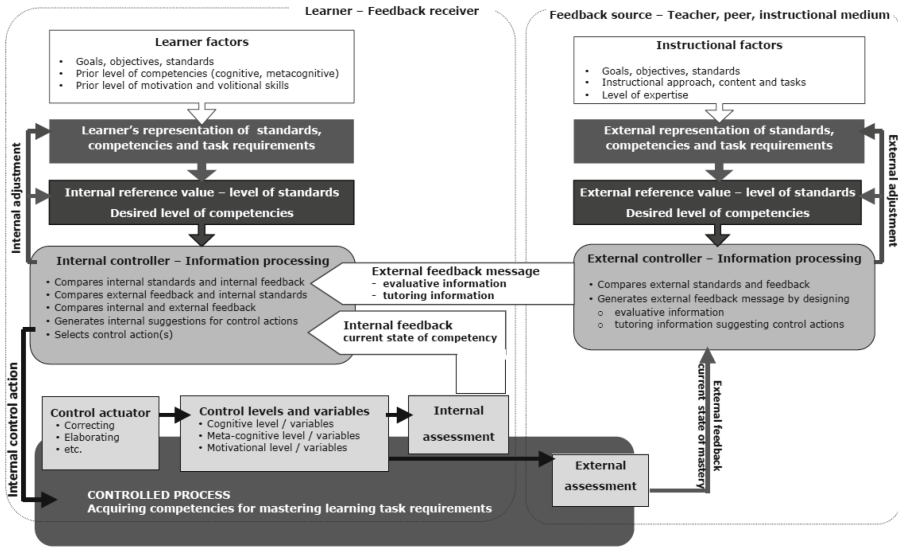 Learner – Feedback receiver
Learner factors
• Goals, objectives, standards
• Prior level of competencies (cognitive, metacognitive)
• Prior level of motivation and volitional skills
Learner's representation of standards,
competencies and task requirements
Internal reference value – level of standards
Desired level of competencies
Internal adjustment
Internal controller – Information processing
• Compares internal standards and internal feedback
• Compares external feedback and internal standards
• Compares internal and external feedback
• Generates internal suggestions for control actions
• Selects control action(s)
External feedback message
- evaluative information
- tutoring information
Internal feedback
current state of competency
Internal control action
Control actuator
• Correcting
• Elaborating
• etc.
Control levels and variables
• Cognitive level / variables
• Meta-cognitive level / variables
• Motivational level / variables
Internal
assessment
CONTROLLED PROCESS
Acquiring competencies for mastering learning task requirements
Feedback source – Teacher, peer, instructional medium
Instructional factors
• Goals, objectives, standards
• Instructional approach, content and tasks
• Level of expertise
External representation of standards,
competencies and task requirements
External reference value – level of standards
Desired level of competencies
External adjustment
External controller – Information processing
• Compares external standards and feedback
• Generates external feedback message by designing
o evaluative information
o tutoring information suggesting control actions
External feedback
current state of mastery
External
assessment